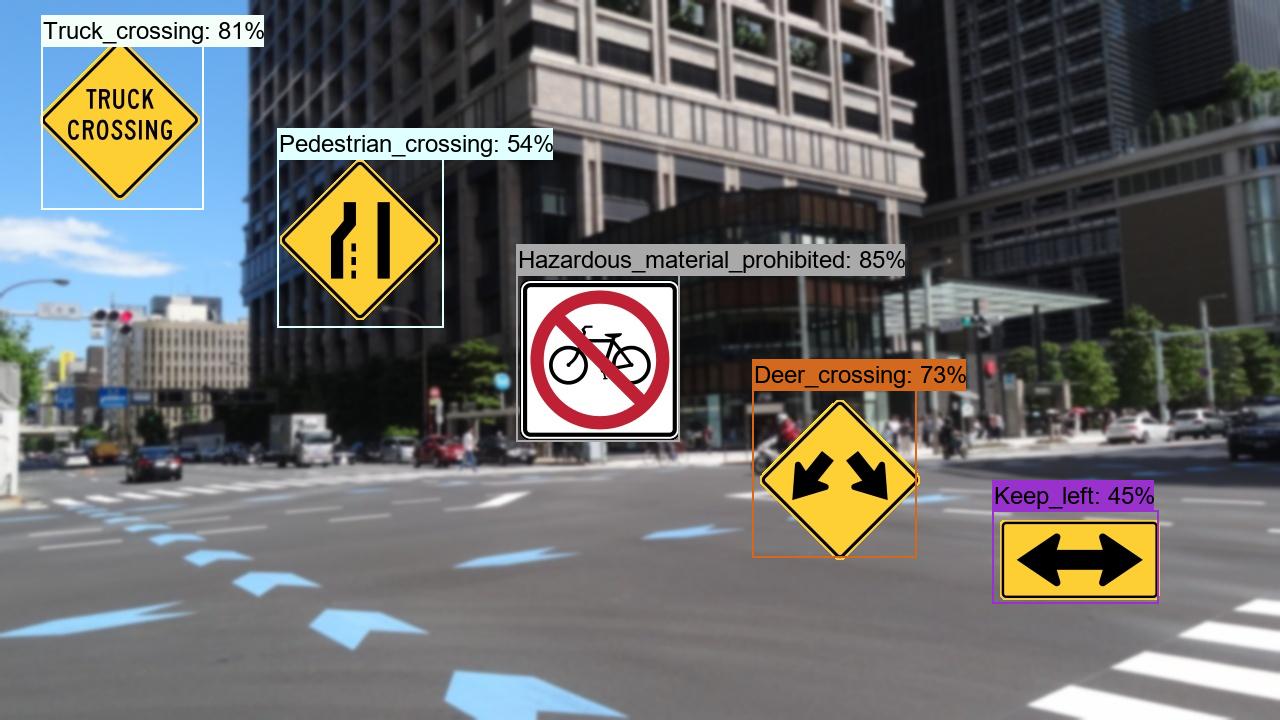 Truck_crossing: 81%
TRUCK
CROSSING
Pedestrian_crossing: 54%
Hazardous_material_prohibited: 85%
Deer_crossing: 73%
Keep_left: 45%